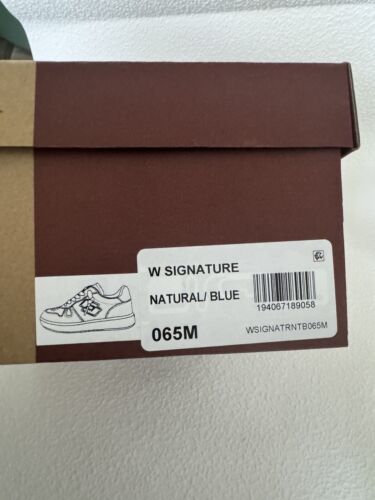 W SIGNATURE
NATURAL/ BLUE
194067189058
065M
WSIGNATRNTB065M